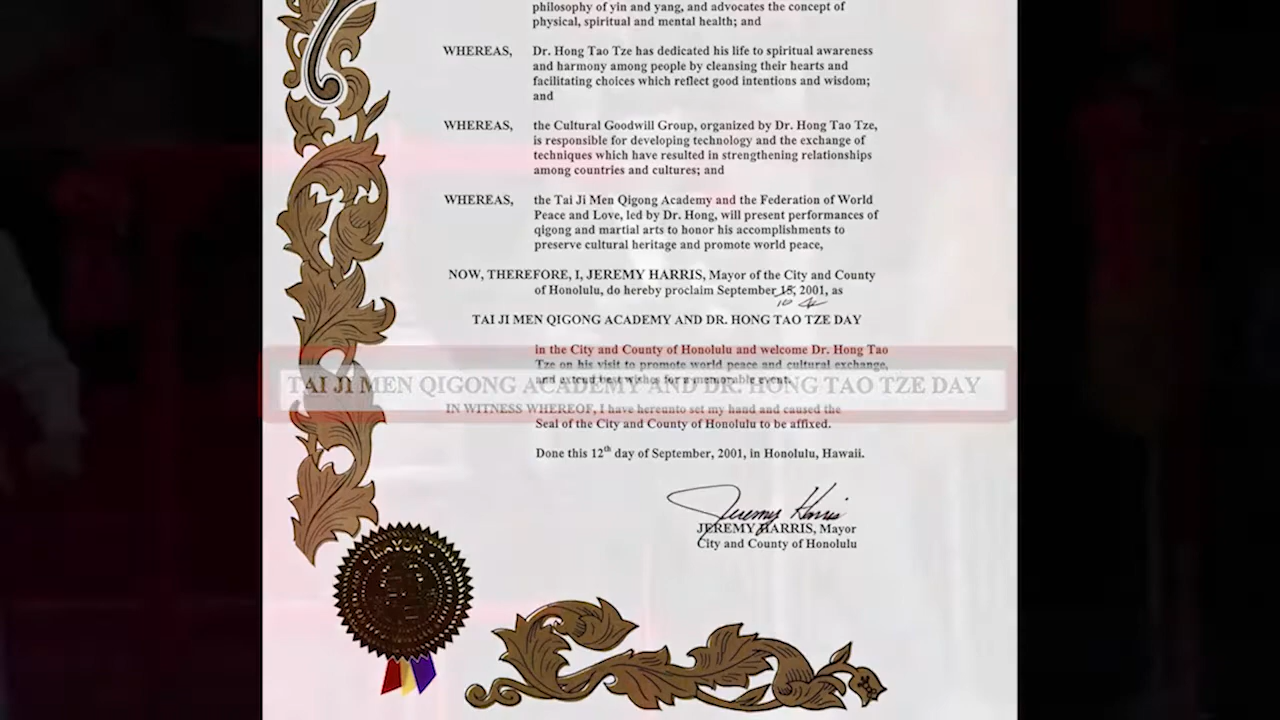 philosophy of yin and yang, and advocates the concept of
physical, spiritual and mental health; and
WHEREAS, Dr. Hong Tao Tze has dedicated his life to spiritual awareness
and harmony among people by cleansing their hearts and
facilitating choices which reflect good intentions and wisdom;
and
WHEREAS, the Cultural Goodwill Group, organized by Dr. Hong Tao Tze,
is responsible for developing technology and the exchange of
techniques which have resulted in strengthening relationships
among countries and cultures; and
WHEREAS, the Tai Ji Men Qigong Academy and the Federation of World
Peace and Love, led by Dr. Hong, will present performances of
qigong and martial arts to honor his accomplishments to
preserve cultural heritage and promote world peace,
NOW, THEREFORE, I, JEREMY HARRIS, Mayor of the City and County
of Honolulu, do hereby proclaim September 15, 2001, as
TAI JI MEN QIGONG ACADEMY AND DR. HONG TAO TZE DAY
in the City and County of Honolulu and welcome Dr. Hong Tao
Tze on his visit to promote world peace and cultural exchange,
and extend best wishes for a memorable event.
TAI JI MEN QIGONG ACADEMY AND DR. HONG TAO TZE DAY
IN WITNESS WHEREOF, I have hereunto set my hand and caused the
Seal of the City and County of Honolulu to be affixed.
Done this 12th day of September, 2001, in Honolulu, Hawaii.
Jeremy Harris
JEREMY HARRIS, Mayor
City and County of Honolulu
MAYOR